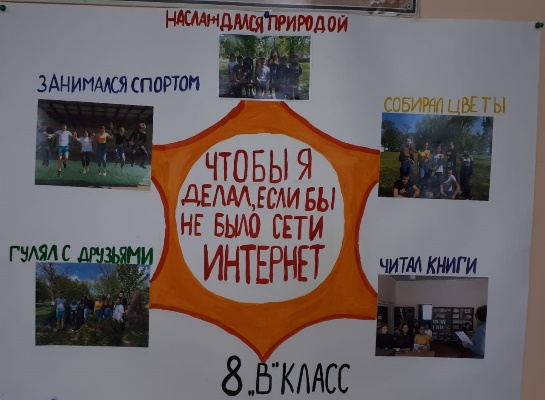 НАСЛАЖДАЛСЯ ПРИРОДОЙ
ЗАНИМАЛСЯ СПОРТОМ
СОБИРАЛ ЦВЕТЫ
ЧТОБЫ Я
ДЕЛАЛ, ЕСЛИ БЫ
НЕ БЫЛО СЕТИ
ИНТЕРНЕТ
ГУЛЯЛ С ДРУЗЬЯМИ
ЧИТАЛ КНИГИ
8 „В" КЛАСС